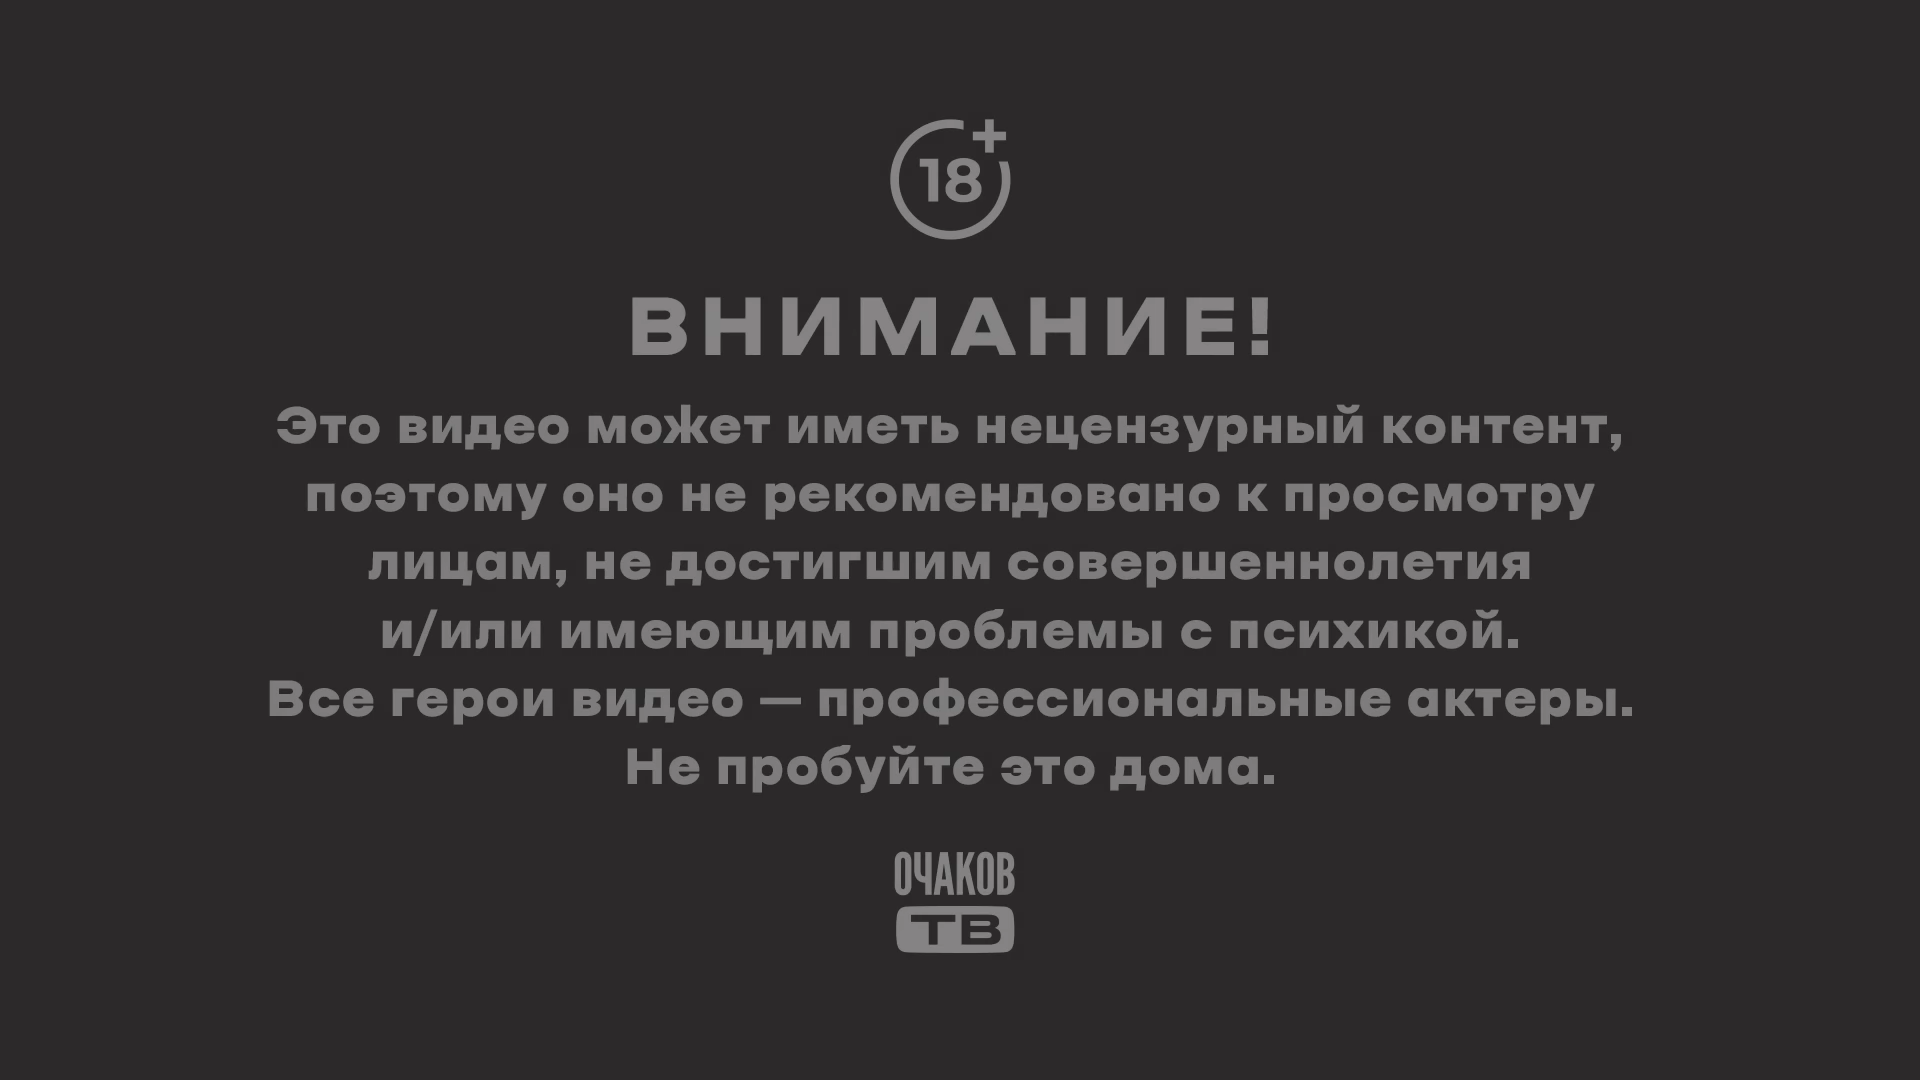 18+
ВНИМАНИЕ!
Это видео может иметь нецензурный контент,
поэтому оно не рекомендовано к просмотру
лицам, не достигшим совершеннолетия
и/или имеющим проблемы с психикой.
Все герои видео — профессиональные актеры.
Не пробуйте это дома.
ОЧАКОВ
ТВ